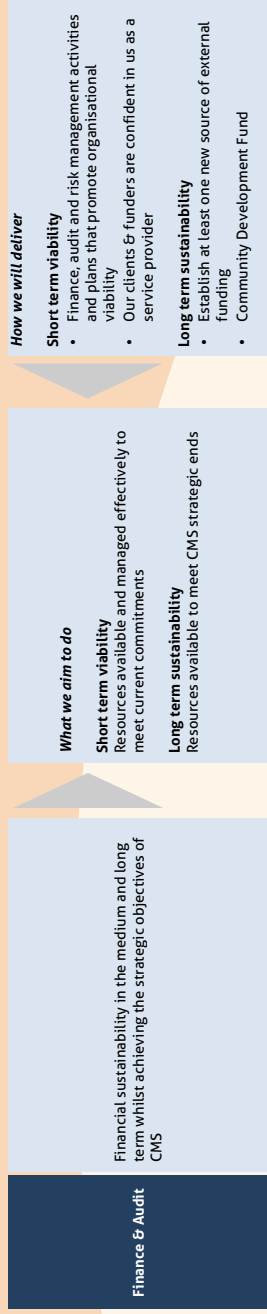 Finance & Audit
Financial sustainability in the medium and long
term whilst achieving the strategic objectives of
CMS
What we aim to do
Short term viability
Resources available and managed effectively to
meet current commitments
Long term sustainability
Resources available to meet CMS strategic ends
How we will deliver
Short term viability
• Finance, audit and risk management activities
and plans that promote organisational
viability
• Our clients & funders are confident in us as a
service provider
Long term sustainability
• Establish at least one new source of external
funding
• Community Development Fund